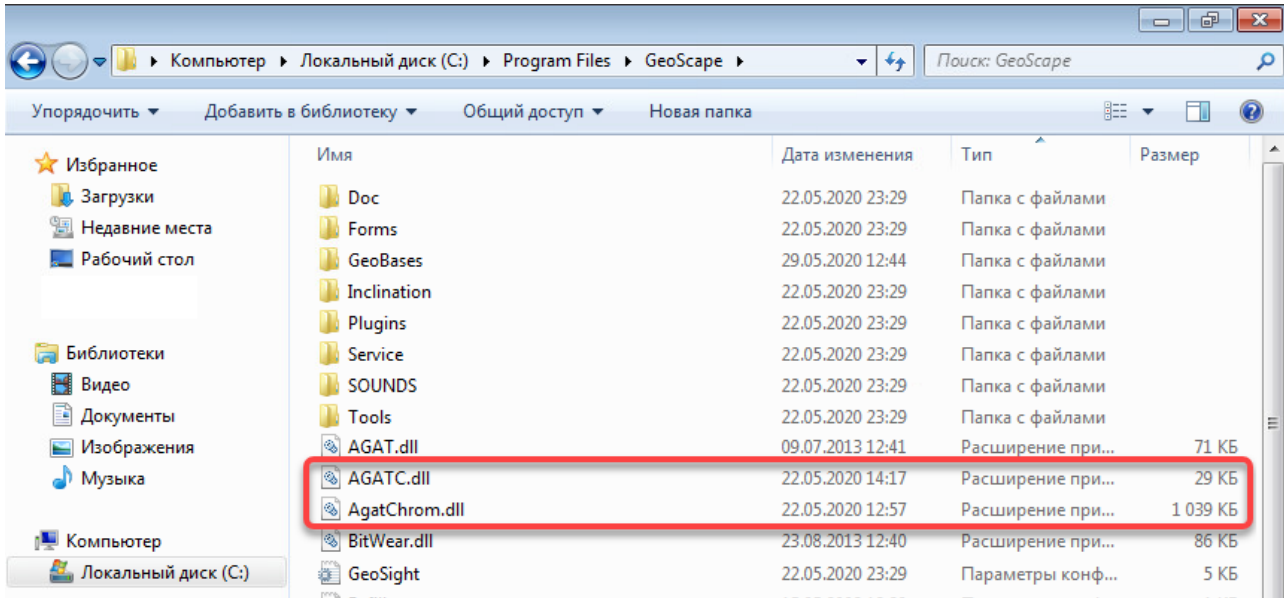 Компьютер Локальный диск (C:) Program Files GeoScape Поиск: GeoScape
Упорядочить Добавить в библиотеку Общий доступ Новая папка
Избранное
Загрузки
Недавние места
Рабочий стол
Библиотеки
Видео
Документы
Изображения
Музыка
Компьютер
Локальный диск (C:)
Имя Дата изменения Тип Размер
Doc 22.05.2020 23:29 Папка с файлами
Forms 22.05.2020 23:29 Папка с файлами
GeoBases 29.05.2020 12:44 Папка с файлами
Inclination 22.05.2020 23:29 Папка с файлами
Plugins 22.05.2020 23:29 Папка с файлами
Service 22.05.2020 23:29 Папка с файлами
SOUNDS 22.05.2020 23:29 Папка с файлами
Tools 22.05.2020 23:29 Папка с файлами
AGAT.dll 09.07.2013 12:41 Расширение при... 71 КБ
AGATC.dll 22.05.2020 14:17 Расширение при... 29 КБ
AgatChrom.dll 22.05.2020 12:57 Расширение при... 1 039 КБ
BitWear.dll 23.08.2013 12:40 Расширение при... 86 КБ
GeoSight 22.05.2020 23:29 Параметры конф... 5 КБ